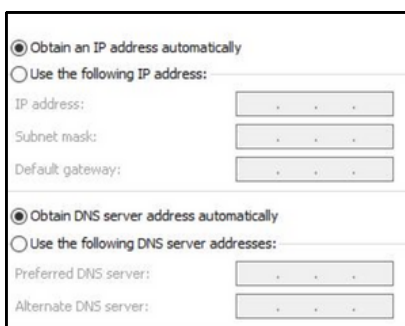 Obtain an IP address automatically
Use the following IP address:
IP address:
Subnet mask:
Default gateway:
Obtain DNS server address automatically
Use the following DNS server addresses:
Preferred DNS server:
Alternate DNS server: